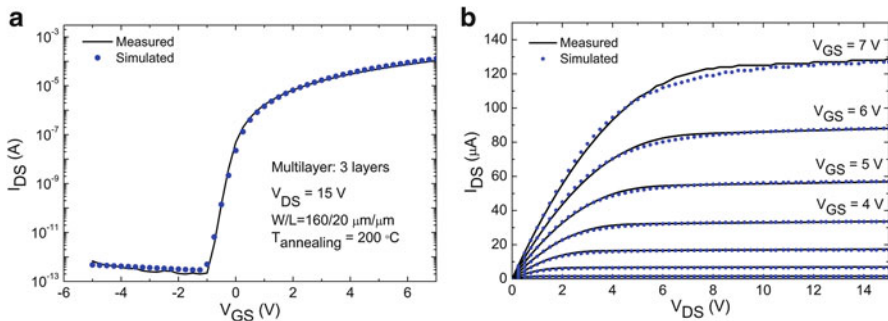 a
Measured
Simulated
Multilayer: 3 layers
V_DS = 15 V
W/L=160/20 μm/μm
T_annealing = 200 °C
10^-3
10^-5
10^-7
10^-9
10^-11
10^-13
I_DS (A)
-6 -4 -2 0 2 4 6
V_GS (V)
b
Measured
Simulated
V_GS = 7 V
V_GS = 6 V
V_GS = 5 V
V_GS = 4 V
140
120
100
80
60
40
20
0
I_DS (μA)
0 2 4 6 8 10 12 14
V_DS (V)